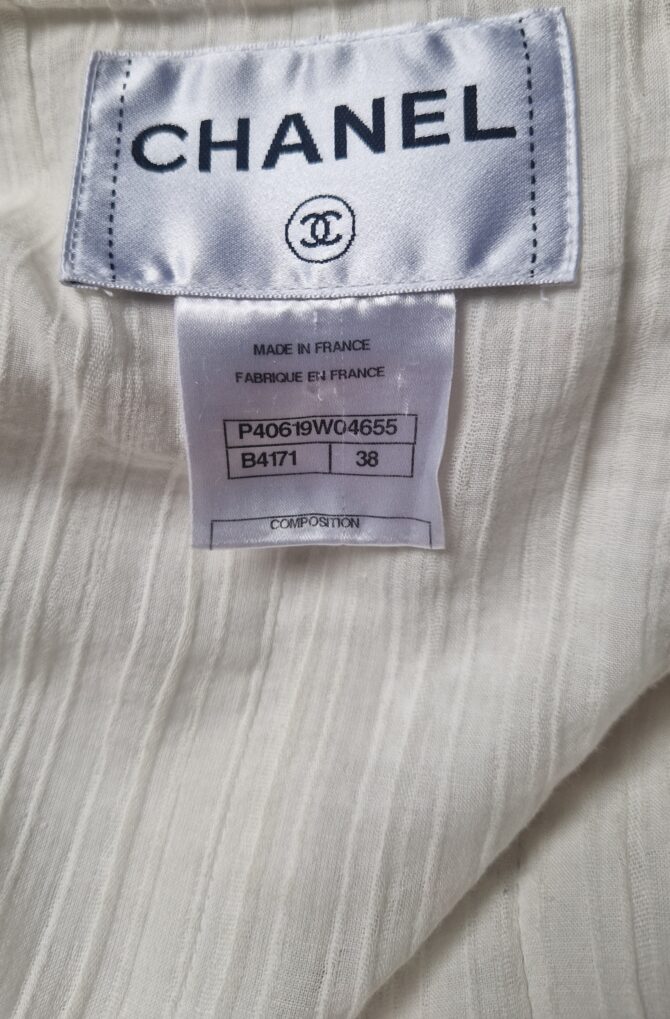 CHANEL
MADE IN FRANCE
FABRIQUE EN FRANCE
P40619W04655
B4171 38
COMPOSITION